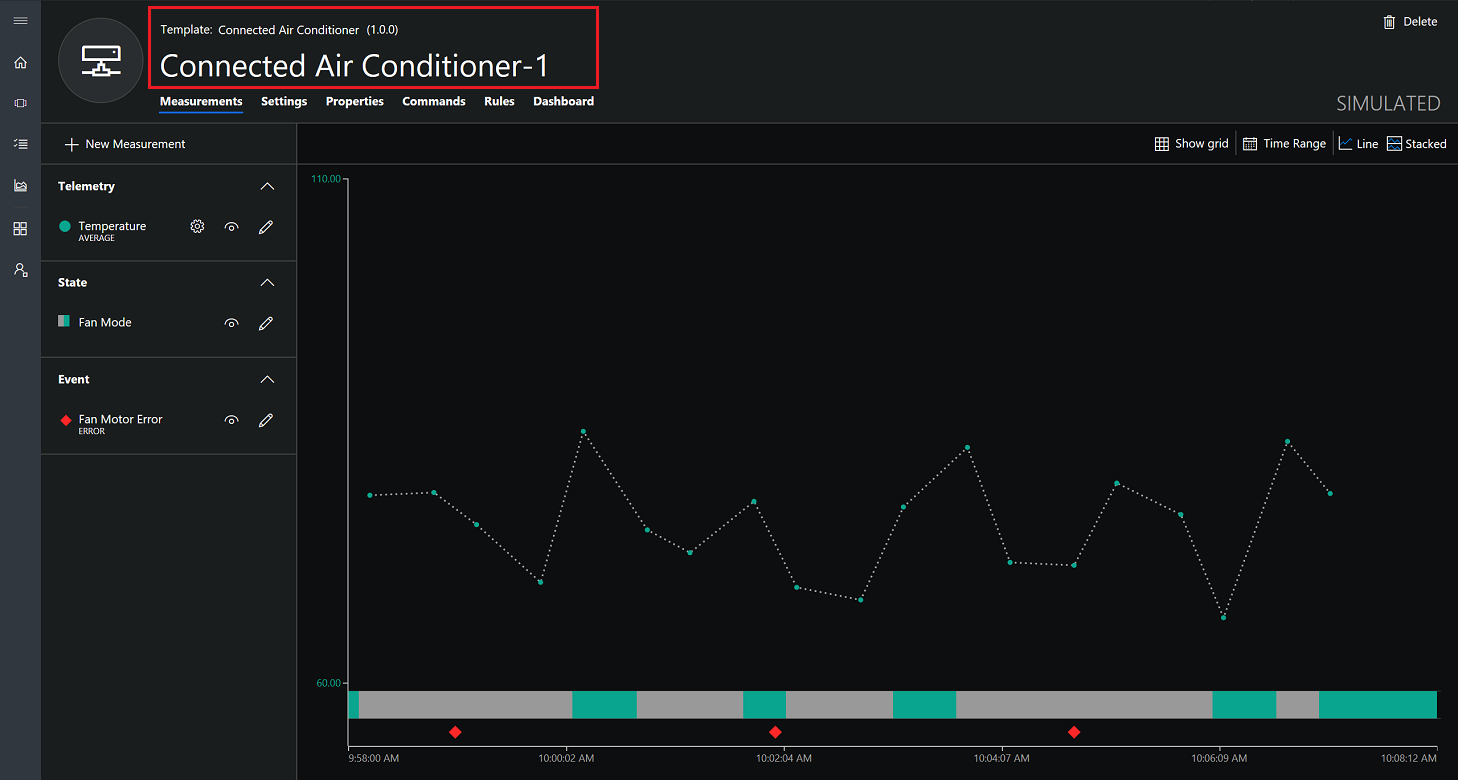 Template: Connected Air Conditioner (1.0.0)
Delete
Connected Air Conditioner-1
Measurements Settings Properties Commands Rules Dashboard
SIMULATED
New Measurement
Show grid Time Range Line Stacked
Telemetry
Temperature
AVERAGE
State
Fan Mode
Event
Fan Motor Error
ERROR
110.00
60.00
9:58:00 AM 10:00:02 AM 10:02:04 AM 10:04:07 AM 10:06:09 AM 10:08:12 AM